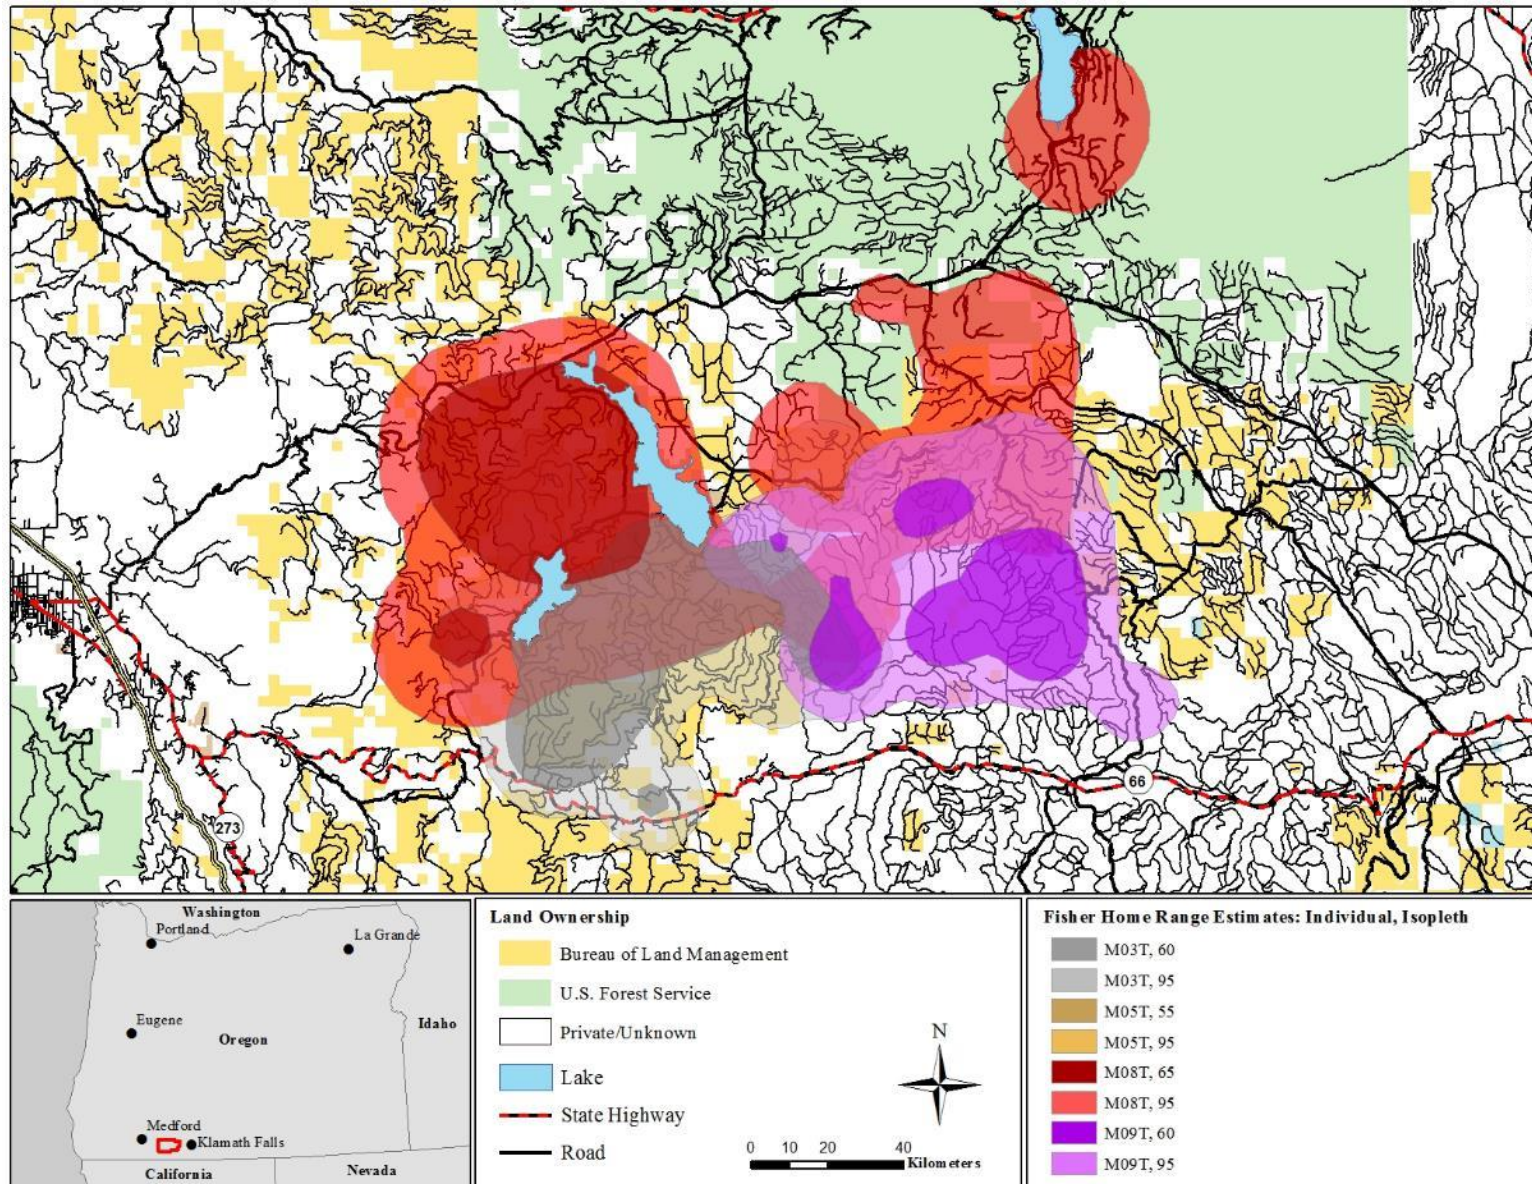 66
273
Washington
Portland
La Grande
Eugene
Oregon
Idaho
Medford
Klamath Falls
California
Nevada
Land Ownership
Bureau of Land Management
U.S. Forest Service
Private/Unknown
Lake
State Highway
Road
N
0 10 20 40
Kilometers
Fisher Home Range Estimates: Individual, Isopleth
M03T, 60
M03T, 95
M05T, 55
M05T, 95
M08T, 65
M08T, 95
M09T, 60
M09T, 95